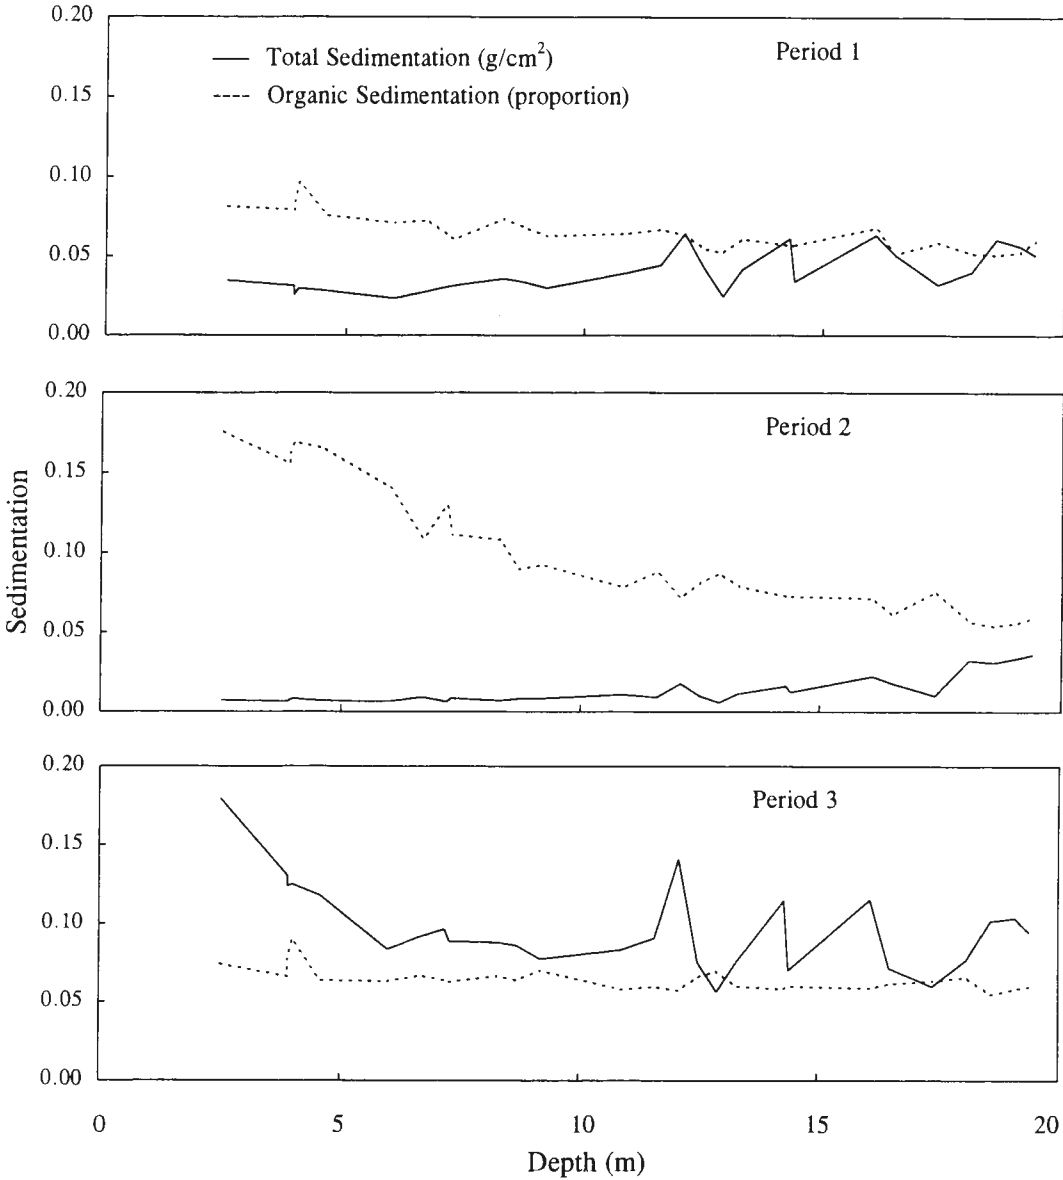 0.20
Total Sedimentation (g/cm²)
Period 1
Organic Sedimentation (proportion)
0.15
0.10
0.05
0.00
0.20
Period 2
0.15
0.10
0.05
0.00
Sedimentation
0.20
Period 3
0.15
0.10
0.05
0.00
0 5 10 15 20
Depth (m)